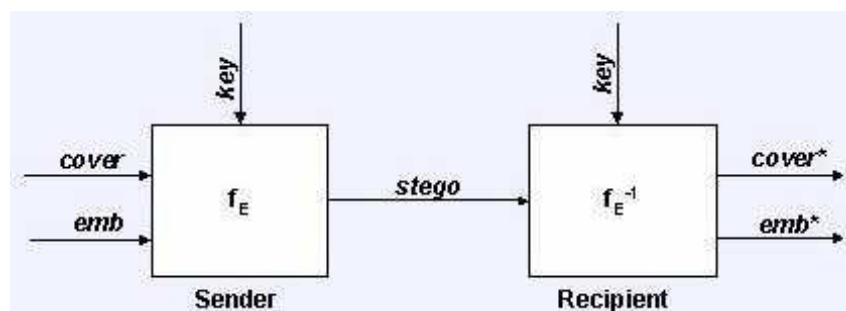 key
key
cover
cover*
stego
f_E
f_E^-1
emb
emb*
Sender
Recipient